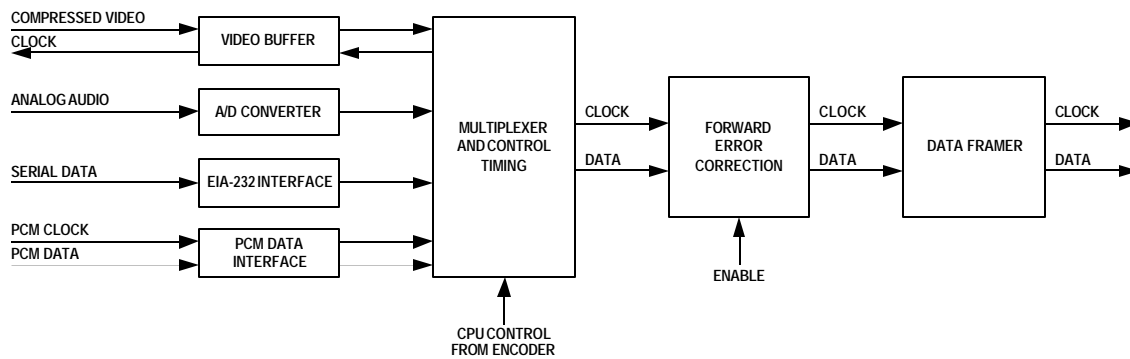 COMPRESSED VIDEO
CLOCK
VIDEO BUFFER
ANALOG AUDIO
A/D CONVERTER
SERIAL DATA
EIA-232 INTERFACE
PCM CLOCK
PCM DATA
PCM DATA
INTERFACE
MULTIPLEXER
AND CONTROL
TIMING
CPU CONTROL
FROM ENCODER
CLOCK
DATA
FORWARD
ERROR
CORRECTION
ENABLE
CLOCK
DATA
DATA FRAMER
CLOCK
DATA